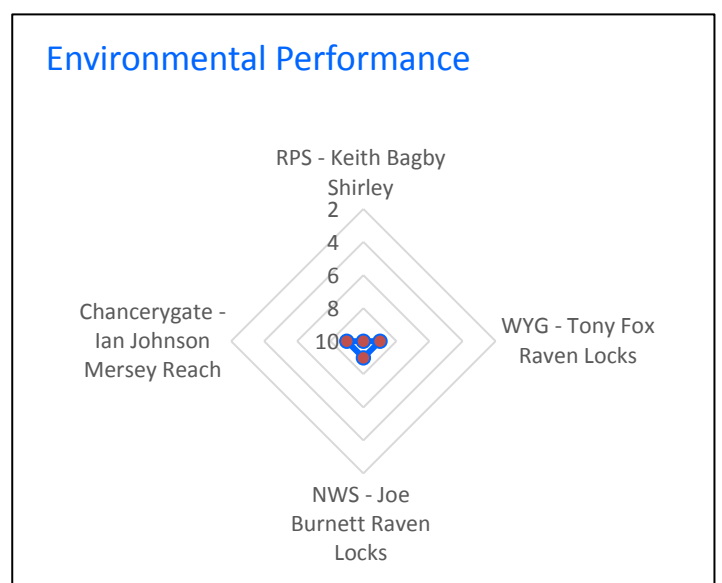 Environmental Performance
RPS - Keith Bagby
Shirley
2
4
6
8
10
Chancerygate -
Ian Johnson
Mersey Reach
WYG - Tony Fox
Raven Locks
NWS - Joe
Burnett Raven
Locks